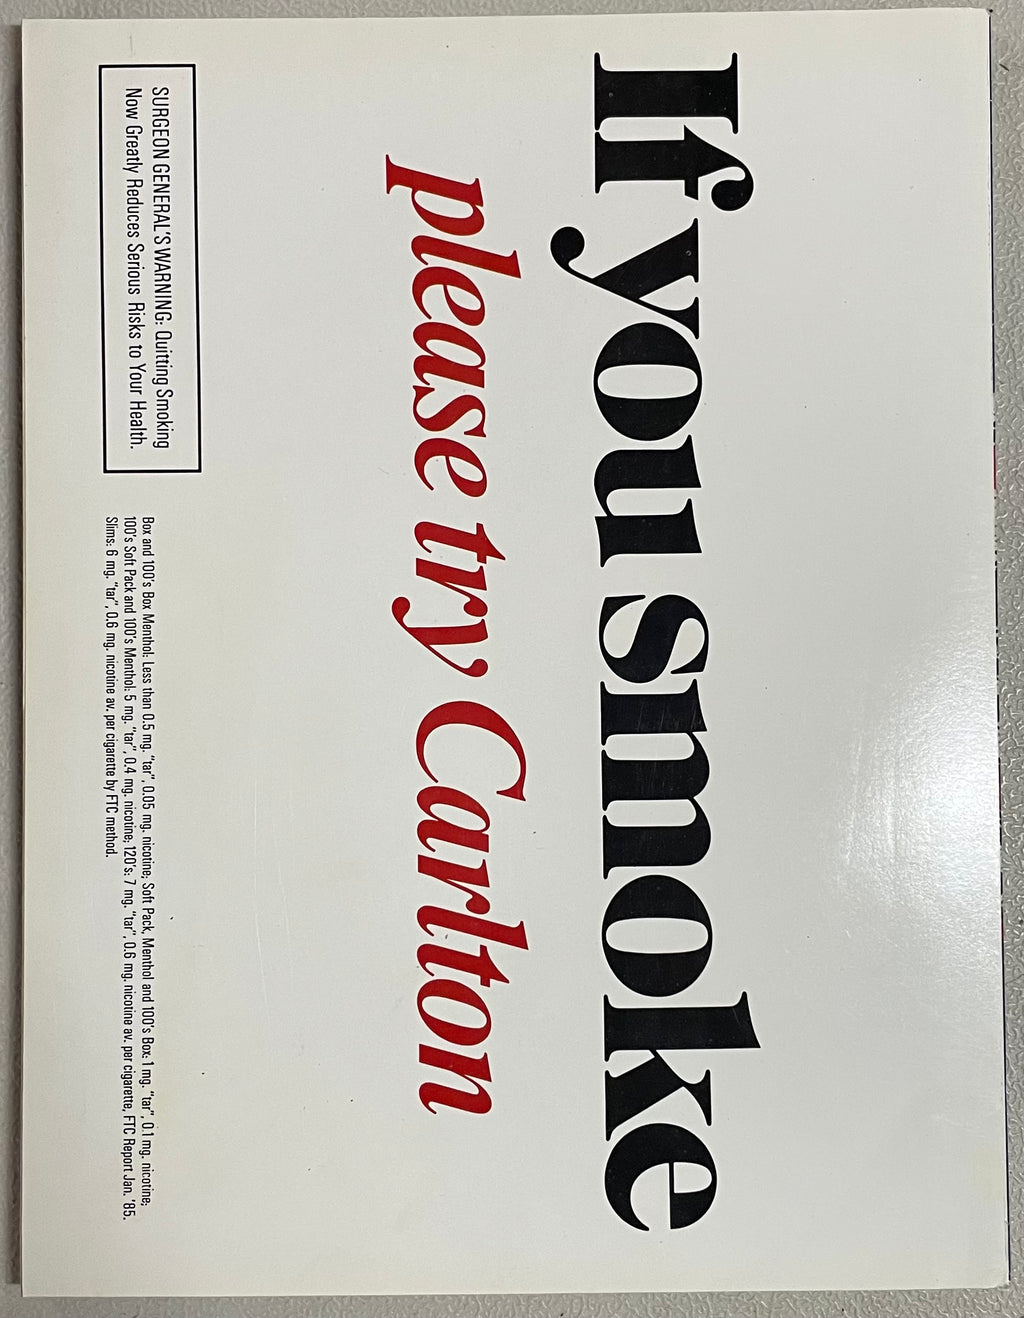 If you smoke
please try Carlton
SURGEON GENERAL'S WARNING: Quitting Smoking
Now Greatly Reduces Serious Risks to Your Health.
Box and 100's Box Menthol: Less than 0.5 mg. "tar", 0.05 mg. nicotine; Soft Pack, Menthol and 100's Box: 1 mg. "tar", 0.1 mg. nicotine;
100's Soft Pack and 100's Menthol: 5 mg. "tar", 0.4 mg. nicotine; 120's: 7 mg. "tar", 0.6 mg. nicotine av. per cigarette, FTC Report Jan. '85.
Slims: 6 mg. "tar", 0.6 mg. nicotine av. per cigarette by FTC method.